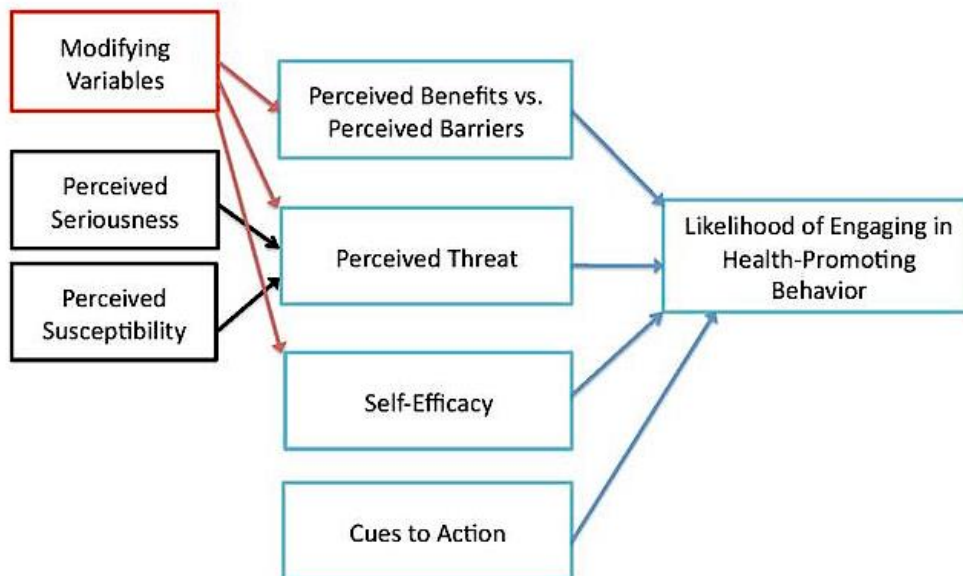 Modifying
Variables
Perceived
Seriousness
Perceived
Susceptibility
Perceived Benefits vs.
Perceived Barriers
Perceived Threat
Self-Efficacy
Cues to Action
Likelihood of Engaging in
Health-Promoting
Behavior